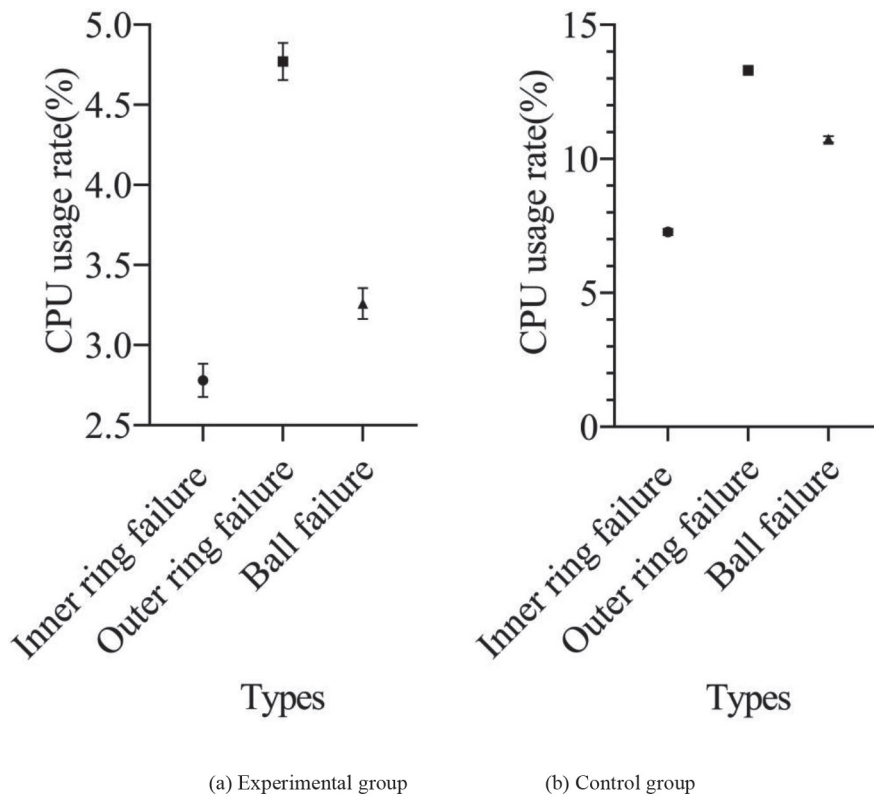 CPU usage rate(%)
5.0
4.5
4.0
3.5
3.0
2.5
Inner ring failure
Outer ring failure
Ball failure
Types
(a) Experimental group
CPU usage rate(%)
15
10
5
0
Inner ring failure
Outer ring failure
Ball failure
Types
(b) Control group